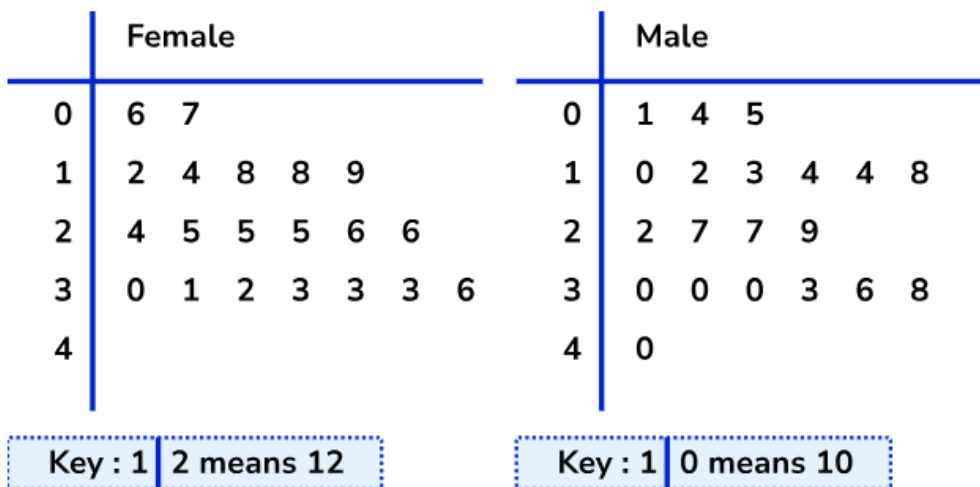 Female
0 6 7
1 2 4 8 8 9
2 4 5 5 5 6 6
3 0 1 2 3 3 3 6
4
Key : 1 2 means 12
Male
0 1 4 5
1 0 2 3 4 4 8
2 2 7 7 9
3 0 0 0 3 6 8
4 0
Key : 1 0 means 10